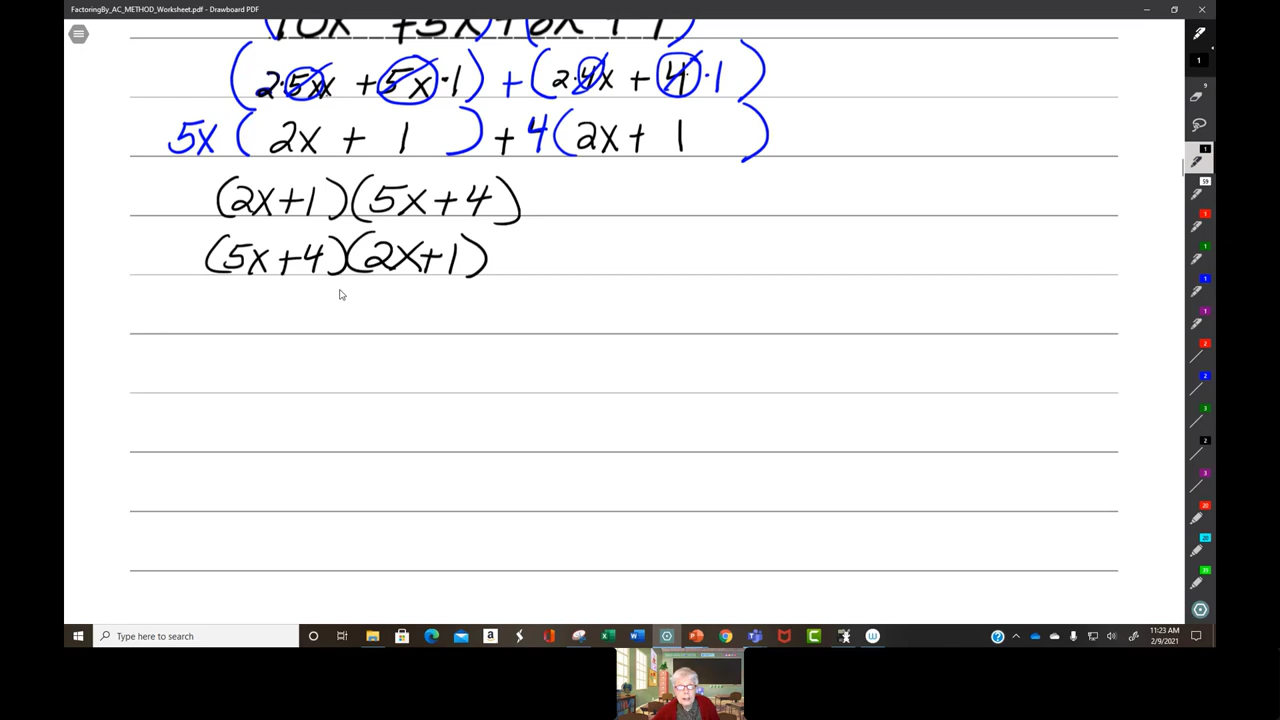 FactoringBy_AC_METHOD_Worksheet.pdf - Drawboard PDF
(2·5x + 5x·1) + (2·4x + 4·1)
5x(2x + 1) + 4(2x + 1)
(2x+1)(5x+4)
(5x+4)(2x+1)
Type here to search
11:23 AM
2/9/2021